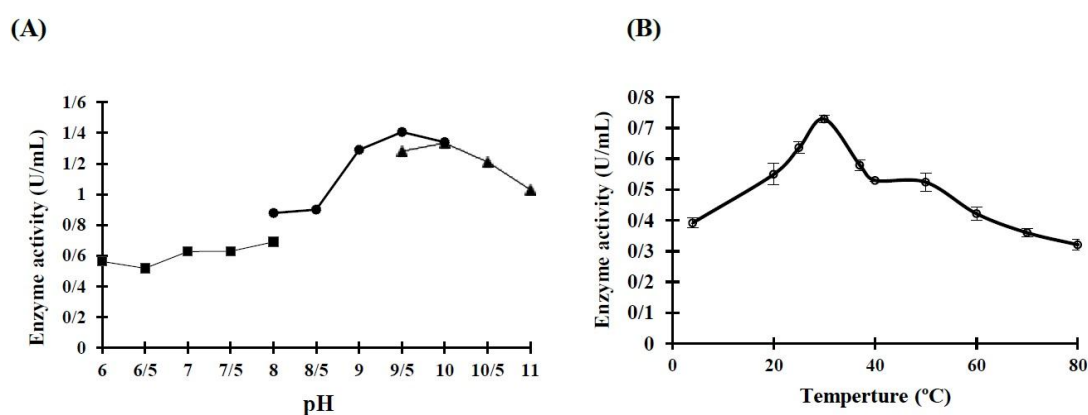 (A)
Enzyme activity (U/mL)
1/6
1/4
1/2
1
0/8
0/6
0/4
0/2
0
6 6/5 7 7/5 8 8/5 9 9/5 10 10/5 11
pH
(B)
Enzyme activity (U/mL)
0/8
0/7
0/6
0/5
0/4
0/3
0/2
0/1
0
0 20 40 60 80
Temperture (ºC)